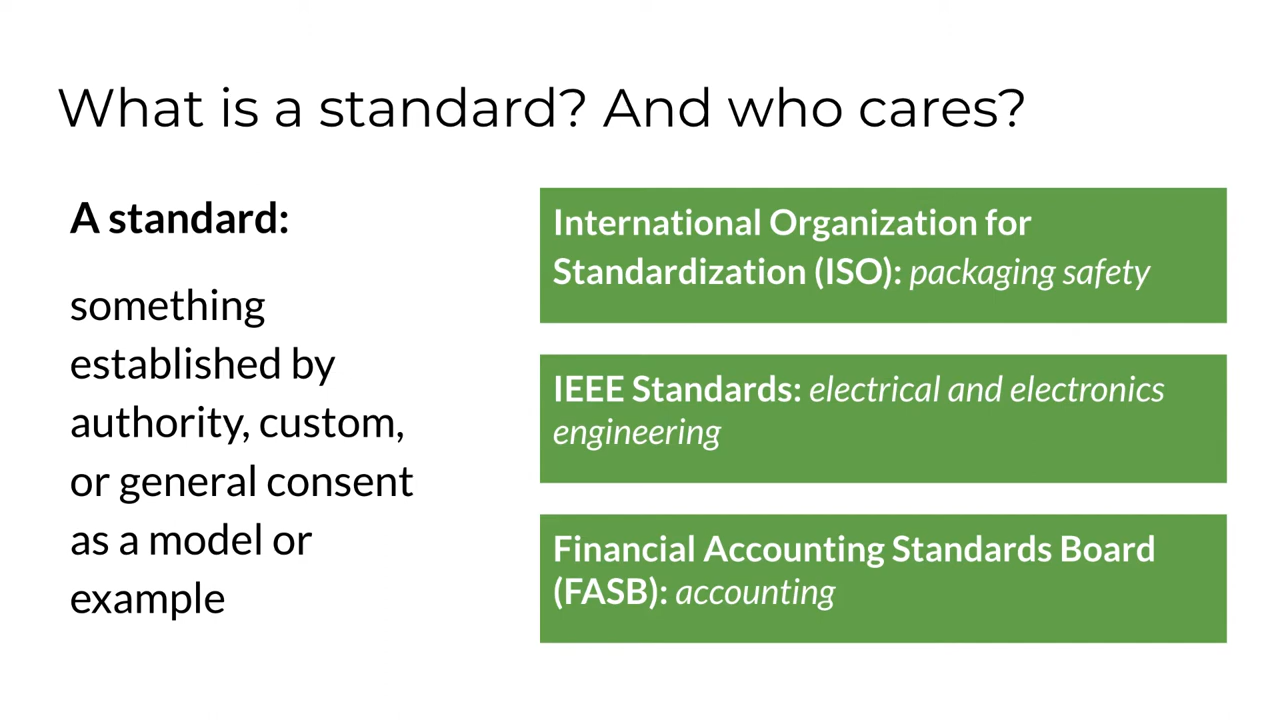 What is a standard? And who cares?
A standard:
something
established by
authority, custom,
or general consent
as a model or
example
International Organization for
Standardization (ISO): packaging safety
IEEE Standards: electrical and electronics
engineering
Financial Accounting Standards Board
(FASB): accounting